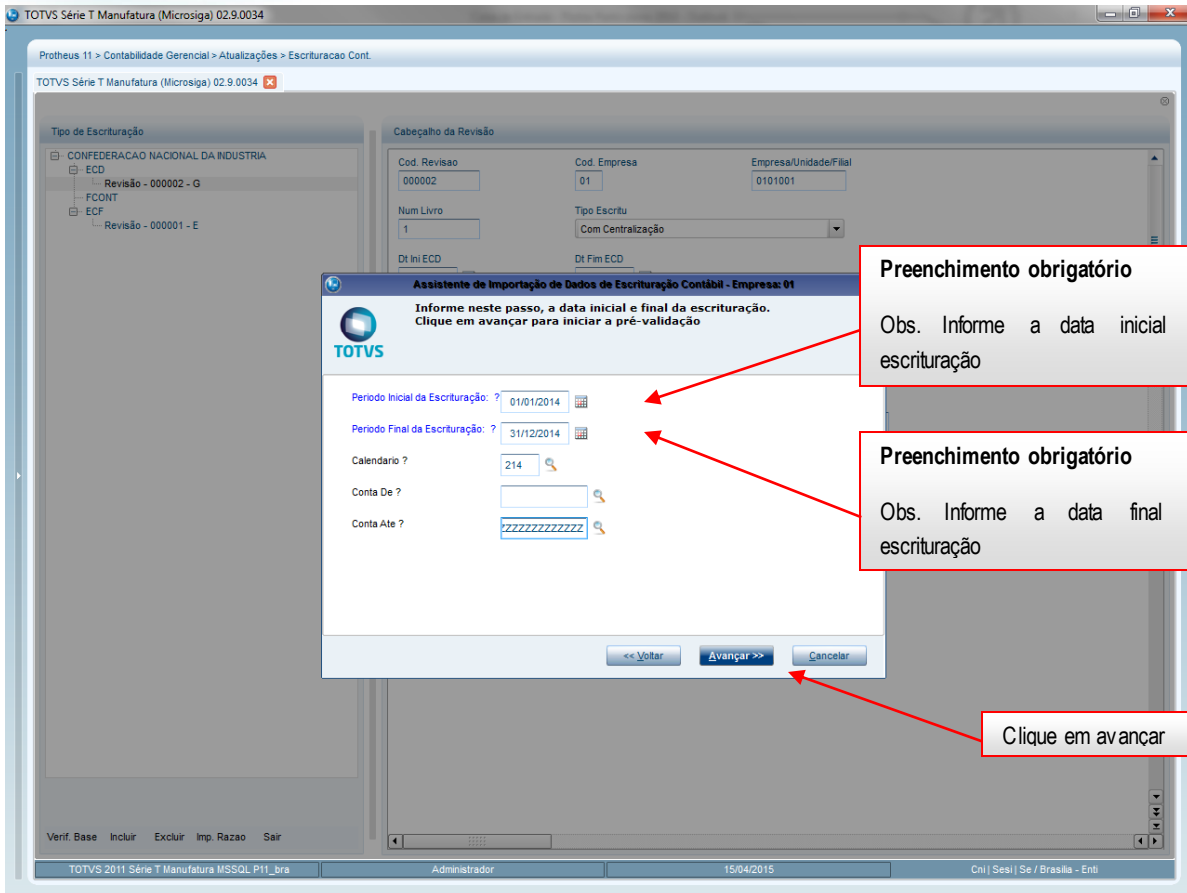 TOTVS Série T Manufatura (Microsiga) 02.9.0034
Protheus 11 > Contabilidade Gerencial > Atualizações > Escrituracao Cont.
TOTVS Série T Manufatura (Microsiga) 02.9.0034
Tipo de Escrituração
CONFEDERACAO NACIONAL DA INDUSTRIA
ECD
Revisão - 000002 - G
FCONT
ECF
Revisão - 000001 - E
Verif. Base Incluir Excluir Imp. Razao Sair
Cabeçalho da Revisão
Cod. Revisao Cod. Empresa Empresa/Unidade/Filial
000002 01 0101001
Num Livro Tipo Escritu
1 Com Centralização
Dt Ini ECD Dt Fim ECD
Assistente de Importação de Dados de Escrituração Contábil - Empresa: 01
Informe neste passo, a data inicial e final da escrituração.
Clique em avançar para iniciar a pré-validação
TOTVS
Periodo Inicial da Escrituração: ? 01/01/2014
Periodo Final da Escrituração: ? 31/12/2014
Calendario ? 214
Conta De ?
Conta Ate ? ZZZZZZZZZZZZZ
<< Voltar Avançar >> Cancelar
Preenchimento obrigatório
Obs. Informe a data inicial
escrituração
Preenchimento obrigatório
Obs. Informe a data final
escrituração
Clique em avançar
TOTVS 2011 Série T Manufatura MSSQL P11_bra Administrador 15/04/2015 Cni | Sesi | Se / Brasilia - Enti